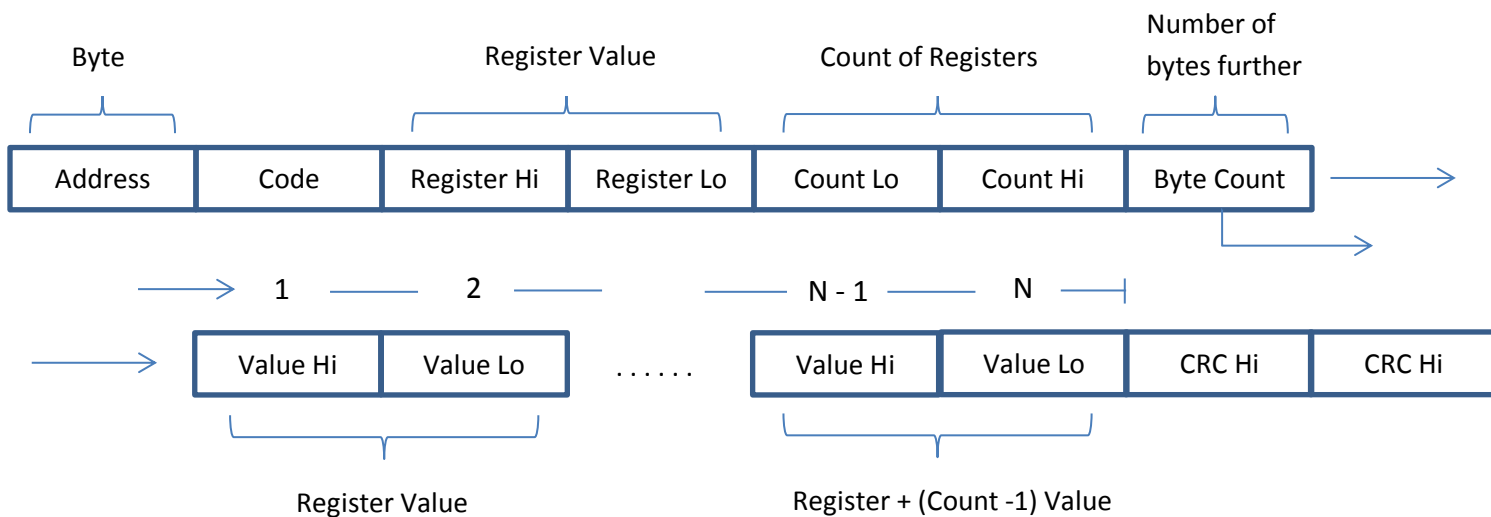 Byte
Register Value
Count of Registers
Number of
bytes further
Address
Code
Register Hi
Register Lo
Count Lo
Count Hi
Byte Count
1
2
N - 1
N
Value Hi
Value Lo
. . . . . .
Value Hi
Value Lo
CRC Hi
CRC Hi
Register Value
Register + (Count -1) Value